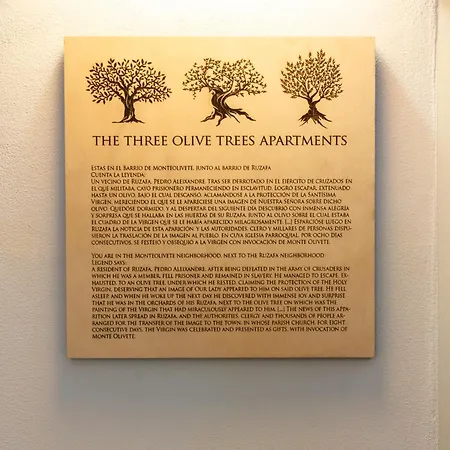 THE THREE OLIVE TREES APARTMENTS
ESTAS EN EL BARRIO DE MONTEOLIVETE, JUNTO AL BARRIO DE RUZAFA
CUENTA LA LEYENDA:
UN VECINO DE RUZAFA, PEDRO ALEIXANDRE, TRAS SER DERROTADO EN EL EJERCITO DE CRUZADOS EN
EL QUE MILITABA, CAYÓ PRISIONERO PERMANECIENDO EN ESCLAVITUD. LOGRO ESCAPAR, EXTENUADO
HASTA UN OLIVO, BAJO EL CUAL DESCANSÓ, ACLAMANDOSE A LA PROTECCIÓN DE LA SANTISIMA
VIRGEN, MERECIENDO EL QUE SE LE APARECIESE UNA IMAGEN DE NUESTRA SEÑORA SOBRE DICHO
OLIVO. QUEDÓSE DORMIDO, Y AL DESPERTAR DEL SIGUIENTE DÍA DESCUBRIÓ CON INMENSA ALEGRIA
Y SORPRESA QUE SE HALLABA EN LAS HUERTAS DE SU RUZAFA, JUNTO AL OLIVO SOBRE EL CUAL ESTABA
EL CUADRO DE LA VIRGEN QUE SE LE HABÍA APARECIDO MILAGROSAMENTE. [...] ESPARCIÓSE LUEGO EN
RUZAFA LA NOTICIA DE ESTA APARICIÓN, Y LAS AUTORIDADES, CLERO Y MILLARES DE PERSONAS DISPU-
SIERON LA TRASLACIÓN DE LA IMAGEN AL PUEBLO, EN CUYA IGLESIA PARROQUIAL, POR OCHO DÍAS
CONSECUTIVOS, SE FESTEJÓ Y OBSEQUIÓ A LA VIRGEN CON INVOCACIÓN DE MONTE OLIVETE.
YOU ARE IN THE MONTEOLIVETE NEIGHBORHOOD, NEXT TO THE RUZAFA NEIGHBORHOOD
LEGEND SAYS:
A RESIDENT OF RUZAFA, PEDRO ALEIXANDRE, AFTER BEING DEFEATED IN THE ARMY OF CRUSADERS IN
WHICH HE WAS A MEMBER, FELL PRISONER AND REMAINED IN SLAVERY. HE MANAGED TO ESCAPE, EX-
HAUSTED, TO AN OLIVE TREE, UNDER WHICH HE RESTED, CLAIMING THE PROTECTION OF THE HOLY
VIRGIN, DESERVING THAT AN IMAGE OF OUR LADY APPEARED TO HIM ON SAID OLIVE TREE. HE FELL
ASLEEP, AND WHEN HE WOKE UP THE NEXT DAY HE DISCOVERED WITH IMMENSE JOY AND SURPRISE
THAT HE WAS IN THE ORCHARDS OF HIS RUZAFA, NEXT TO THE OLIVE TREE ON WHICH WAS THE
PAINTING OF THE VIRGIN THAT HAD MIRACULOUSLY APPEARED TO HIM. [...] THE NEWS OF THIS APPA-
RITION LATER SPREAD IN RUZAFA, AND THE AUTHORITIES, CLERGY AND THOUSANDS OF PEOPLE AR-
RANGED FOR THE TRANSFER OF THE IMAGE TO THE TOWN, IN WHOSE PARISH CHURCH, FOR EIGHT
CONSECUTIVE DAYS, THE VIRGIN WAS CELEBRATED AND PRESENTED AS GIFTS, WITH INVOCATION OF
MONTE OLIVETE.